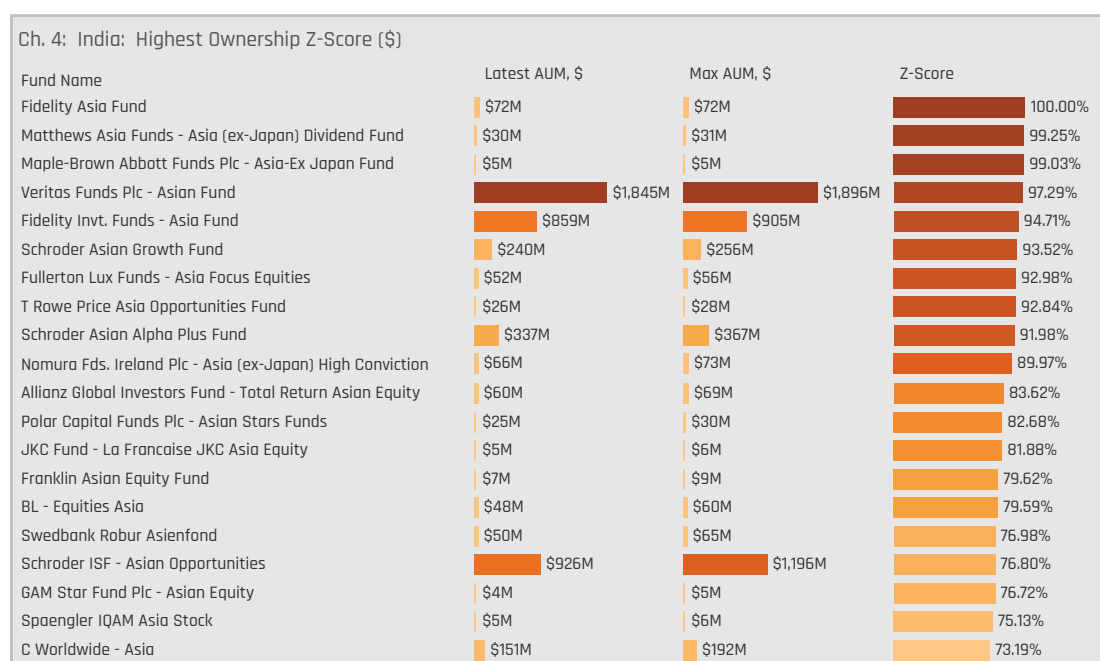 Ch. 4: India: Highest Ownership Z-Score ($)
Fund Name Latest AUM, $ Max AUM, $ Z-Score
Fidelity Asia Fund $72M $72M 100.00%
Matthews Asia Funds - Asia (ex-Japan) Dividend Fund $30M $31M 99.25%
Maple-Brown Abbott Funds Plc - Asia-Ex Japan Fund $5M $5M 99.03%
Veritas Funds Plc - Asian Fund $1,845M $1,896M 97.29%
Fidelity Invt. Funds - Asia Fund $859M $905M 94.71%
Schroder Asian Growth Fund $240M $256M 93.52%
Fullerton Lux Funds - Asia Focus Equities $52M $56M 92.98%
T Rowe Price Asia Opportunities Fund $26M $28M 92.84%
Schroder Asian Alpha Plus Fund $337M $367M 91.98%
Nomura Fds. Ireland Plc - Asia (ex-Japan) High Conviction $66M $73M 89.97%
Allianz Global Investors Fund - Total Return Asian Equity $60M $69M 83.62%
Polar Capital Funds Plc - Asian Stars Funds $25M $30M 82.68%
JKC Fund - La Francaise JKC Asia Equity $5M $6M 81.88%
Franklin Asian Equity Fund $7M $9M 79.62%
BL - Equities Asia $48M $60M 79.59%
Swedbank Robur Asienfond $50M $65M 76.98%
Schroder ISF - Asian Opportunities $926M $1,196M 76.80%
GAM Star Fund Plc - Asian Equity $4M $5M 76.72%
Spaengler IQAM Asia Stock $5M $6M 75.13%
C Worldwide - Asia $151M $192M 73.19%